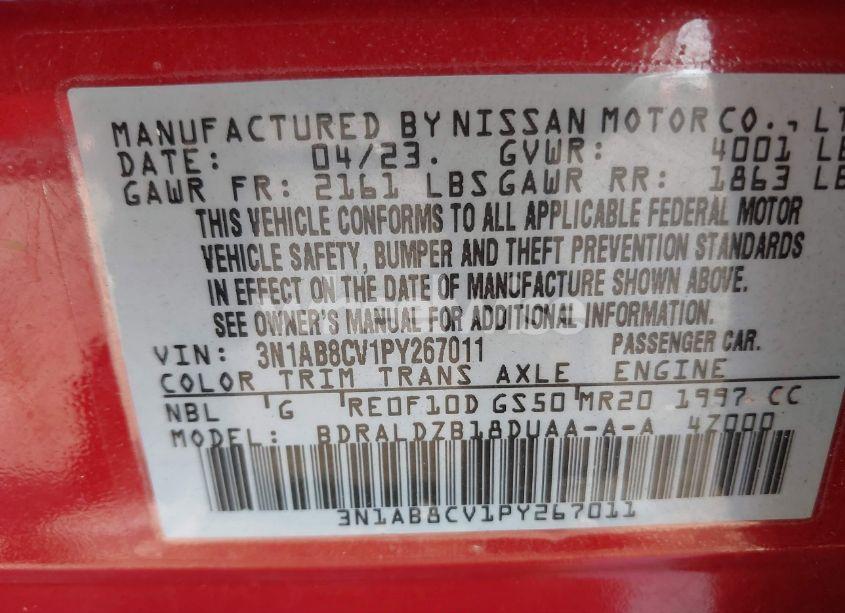 MANUFACTURED BY NISSAN MOTOR CO., LT
DATE: 04/23. GVWR: 4001 LB
GAWR FR: 2161 LBS GAWR RR: 1863 LB
THIS VEHICLE CONFORMS TO ALL APPLICABLE FEDERAL MOTOR
VEHICLE SAFETY, BUMPER AND THEFT PREVENTION STANDARDS
IN EFFECT ON THE DATE OF MANUFACTURE SHOWN ABOVE.
SEE OWNER'S MANUAL FOR ADDITIONAL INFORMATION.
VIN: 3N1AB8CV1PY267011 PASSENGER CAR.
COLOR TRIM TRANS AXLE ENGINE
NBL G RE0F10D GS50 MR20 1997 CC
MODEL: BDRALDZB18DUAA-A-A 47000
3N1AB8CV1PY267011